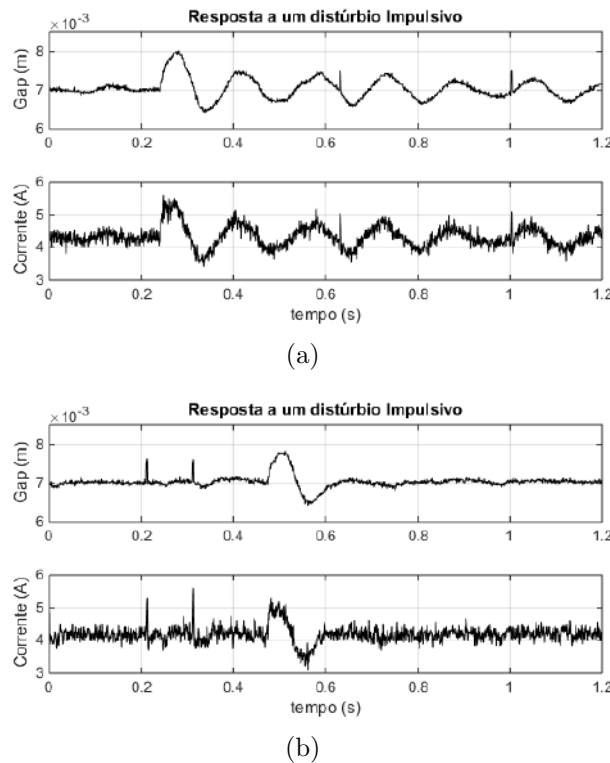 Resposta a um distúrbio Impulsivo
×10⁻³
8
7
6
Gap (m)
0 0.2 0.4 0.6 0.8 1 1.2
6
5
4
3
Corrente (A)
0 0.2 0.4 0.6 0.8 1 1.2
tempo (s)
(a)
Resposta a um distúrbio Impulsivo
×10⁻³
8
7
6
Gap (m)
0 0.2 0.4 0.6 0.8 1 1.2
6
5
4
3
Corrente (A)
0 0.2 0.4 0.6 0.8 1 1.2
tempo (s)
(b)